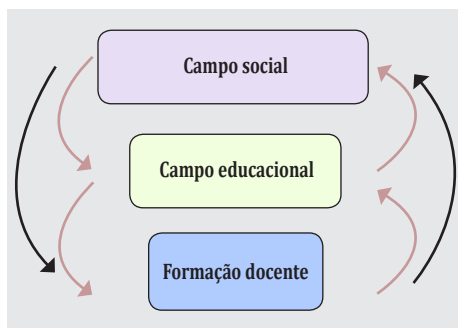 Campo social
Campo educacional
Formação docente